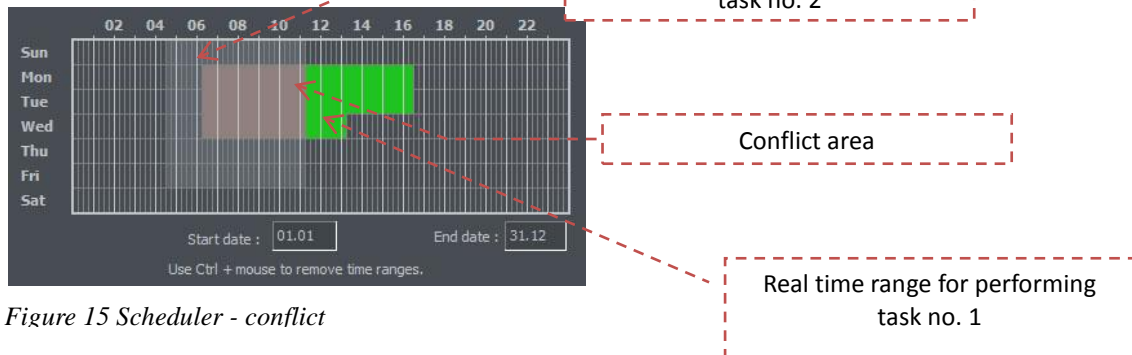 task no. 2
02 04 06 08 10 12 14 16 18 20 22
Sun
Mon
Tue
Wed
Thu
Fri
Sat
Conflict area
Start date : 01.01 End date : 31.12
Use Ctrl + mouse to remove time ranges.
Real time range for performing
task no. 1
Figure 15 Scheduler - conflict